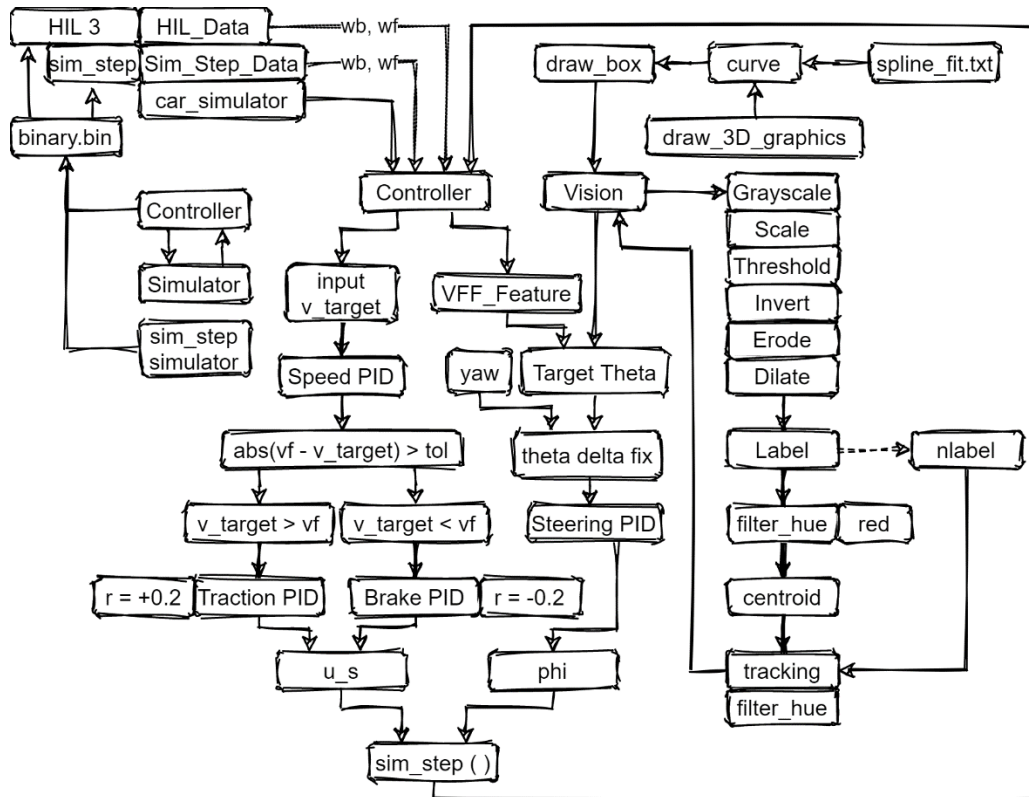 HIL 3
HIL_Data
wb, wf
sim_step
Sim_Step_Data
wb, wf
draw_box
curve
spline_fit.txt
car_simulator
binary.bin
draw_3D_graphics
Controller
Vision
Grayscale
Controller
Scale
Threshold
Simulator
input
v_target
VFF_Feature
Invert
sim_step
simulator
Erode
Speed PID
yaw
Target Theta
Dilate
abs(vf - v_target) > tol
theta delta fix
Label
nlabel
v_target > vf
v_target < vf
Steering PID
filter_hue
red
r = +0.2
Traction PID
Brake PID
r = -0.2
centroid
u_s
phi
tracking
filter_hue
sim_step ( )